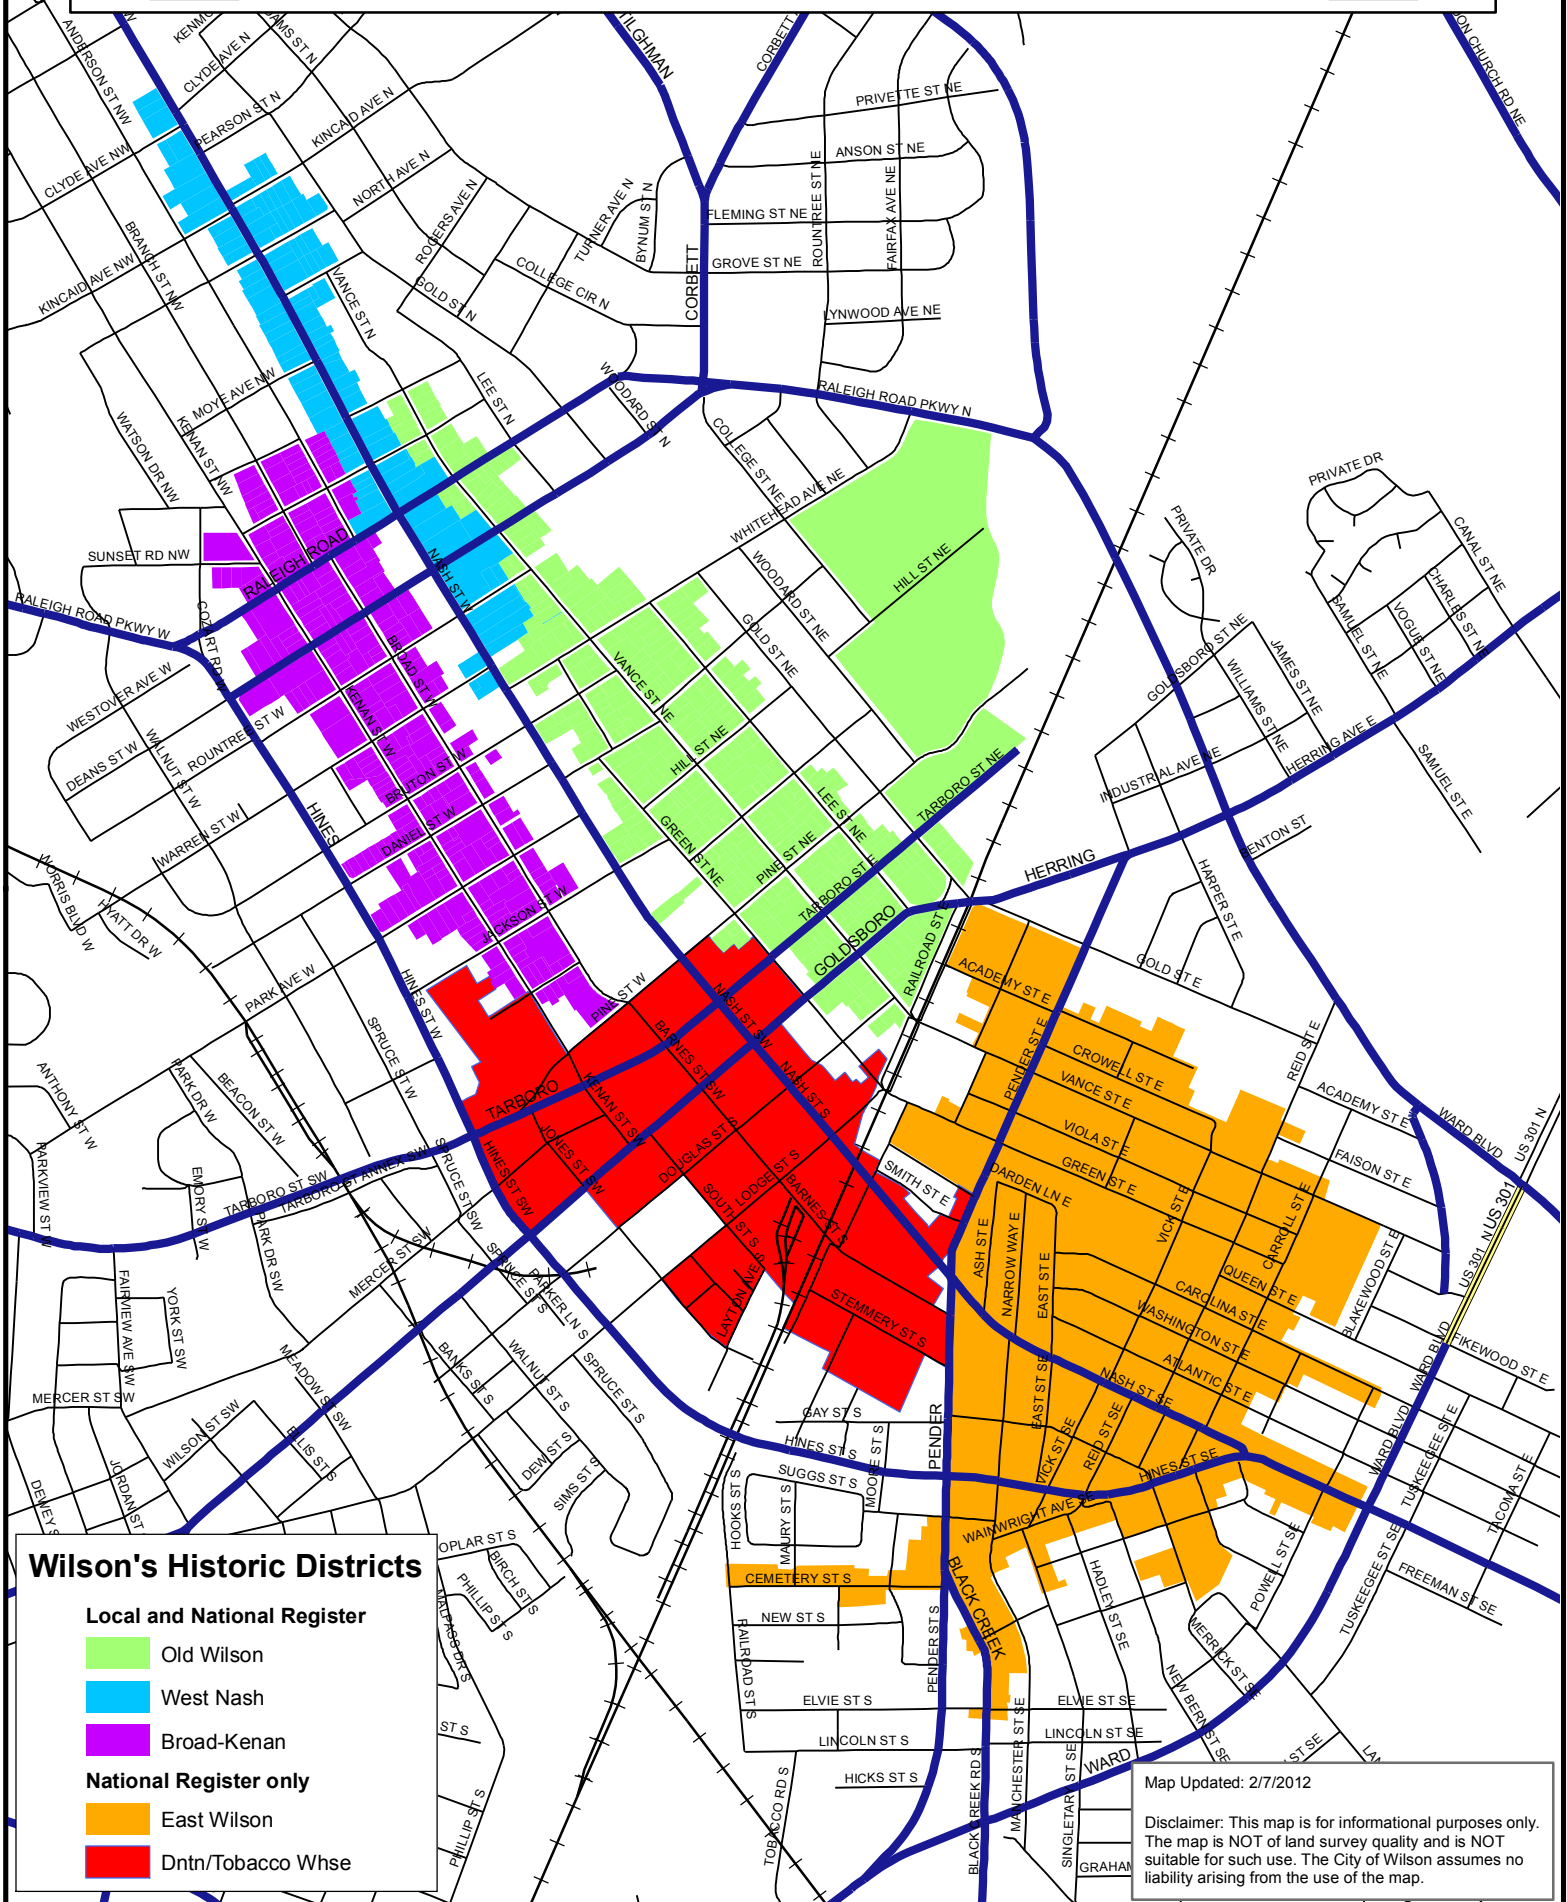 ANDERSON ST NW
CLYDE AVE N
PEARSON ST N
KINCAID AVE N
NORTH AVE N
CLYDE AVE NW
BRANCH ST NW
KINCAID AVE NW
VANCE ST N
ROGERS AVE N
GOLD ST N
TURNER AVE N
BYNUM ST N
COLLEGE CIR N
TILGHMAN
CORBETT
CORBETT
PRIVETTE ST NE
ANSON ST NE
ROUNTREE ST NE
FAIRFAX AVE NE
FLEMING ST NE
GROVE ST NE
LYNWOOD AVE NE
RALEIGH ROAD PKWY N
MOYE AVE NW
KENAN ST NW
WATSON DR NW
LEE ST N
WOODARD ST N
COLLEGE ST NE
WHITEHEAD AVE NE
PRIVATE DR
PRIVATE DR
CANAL ST NE
CHARLES ST NE
VOGUE ST NE
SAMUEL ST NE
SUNSET RD NW
RALEIGH ROAD
RALEIGH ROAD PKWY W
COZART RD W
NASH ST W
BROAD ST W
KENAN ST W
WESTOVER AVE W
DEANS ST W
WALNUT ST W
ROUNTREE ST W
BRUTON ST W
WARREN ST W
DANIEL ST W
HINES
JACKSON ST W
WOODARD ST NE
HILL ST NE
GOLD ST NE
VANCE ST NE
HILL ST NE
GREEN ST NE
LEE ST NE
PINE ST NE
TARBORO ST NE
TARBORO ST E
GOLDSBORO
RAILROAD ST E
GOLDSBORO ST NE
JAMES ST NE
WILLIAMS ST NE
INDUSTRIAL AVE NE
HERRING AVE E
HERRING
SAMUEL ST E
HARPER ST E
GOLD ST E
MORRIS BLVD W
HYATT DR W
PARK AVE W
HINES ST W
PINE ST W
SPRUCE ST W
PARK DR W
BEACON ST W
ANTHONY ST W
PARKVIEW ST W
EMORY ST W
TARBORO ST SW
TARBORO ST ANNEX SW
PARK DR SW
TARBORO
BARNES ST SW
KENAN ST SW
NASH ST SW
NASH ST S
JONES ST SW
DOUGLAS ST S
HINES ST SW
SPRUCE ST SW
SOUTH ST S
LODGE ST S
BARNES ST S
LAYTON AVE S
STEMMERY ST S
SMITH ST E
ACADEMY ST E
PENDER ST E
CROWELL ST E
VANCE ST E
VIOLA ST E
GREEN ST E
DARDEN LN E
ASH ST E
NARROW WAY E
EAST ST E
VICK ST E
CARROLL ST E
QUEEN ST E
CAROLINA ST E
WASHINGTON ST E
ATLANTIC ST E
REID ST E
ACADEMY ST E
FAISON ST E
BLAKEWOOD ST E
WARD BLVD
US 301 N
US 301 N
US 301
WARD BLVD
WARD BLVD
MERCER ST SW
SPRUCE ST S
PARKER LN S
YORK ST SW
FAIRVIEW AVE SW
MERCER ST SW
MEADOW ST SW
WILSON ST SW
ELLIS ST S
BANKS ST S
WALNUT ST S
SPRUCE ST S
DEW ST S
SIMS ST S
GAY ST S
HINES ST S
SUGGS ST S
MOORE ST S
MAURY ST S
HOOKS ST S
PENDER
EAST ST SE
VICK ST SE
REID ST SE
NASH ST SE
HINES ST SE
WAINWRIGHT AVE SE
CEMETERY ST S
NEW ST S
RAILROAD ST S
PENDER ST S
BLACK CREEK
HADLEY ST SE
POWELL ST SE
MERRICK ST SE
NEW BERN ST SE
TUSKEEGEE ST E
TUSKEEGEE ST SE
TACOMA ST E
FREEMAN ST SE
ELVIE ST S
ELVIE ST SE
LINCOLN ST S
LINCOLN ST SE
HICKS ST S
TOBACCO RD S
BLACK CREEK RD S
MANCHESTER ST SE
SINGLETARY ST SE
WARD
GRAHAM
BIRCH ST S
PHILLIP ST S
PHILLIP ST S
Wilson's Historic Districts
Local and National Register
Old Wilson
West Nash
Broad-Kenan
National Register only
East Wilson
Dntn/Tobacco Whse
Map Updated: 2/7/2012
Disclaimer: This map is for informational purposes only.
The map is NOT of land survey quality and is NOT
suitable for such use. The City of Wilson assumes no
liability arising from the use of the map.